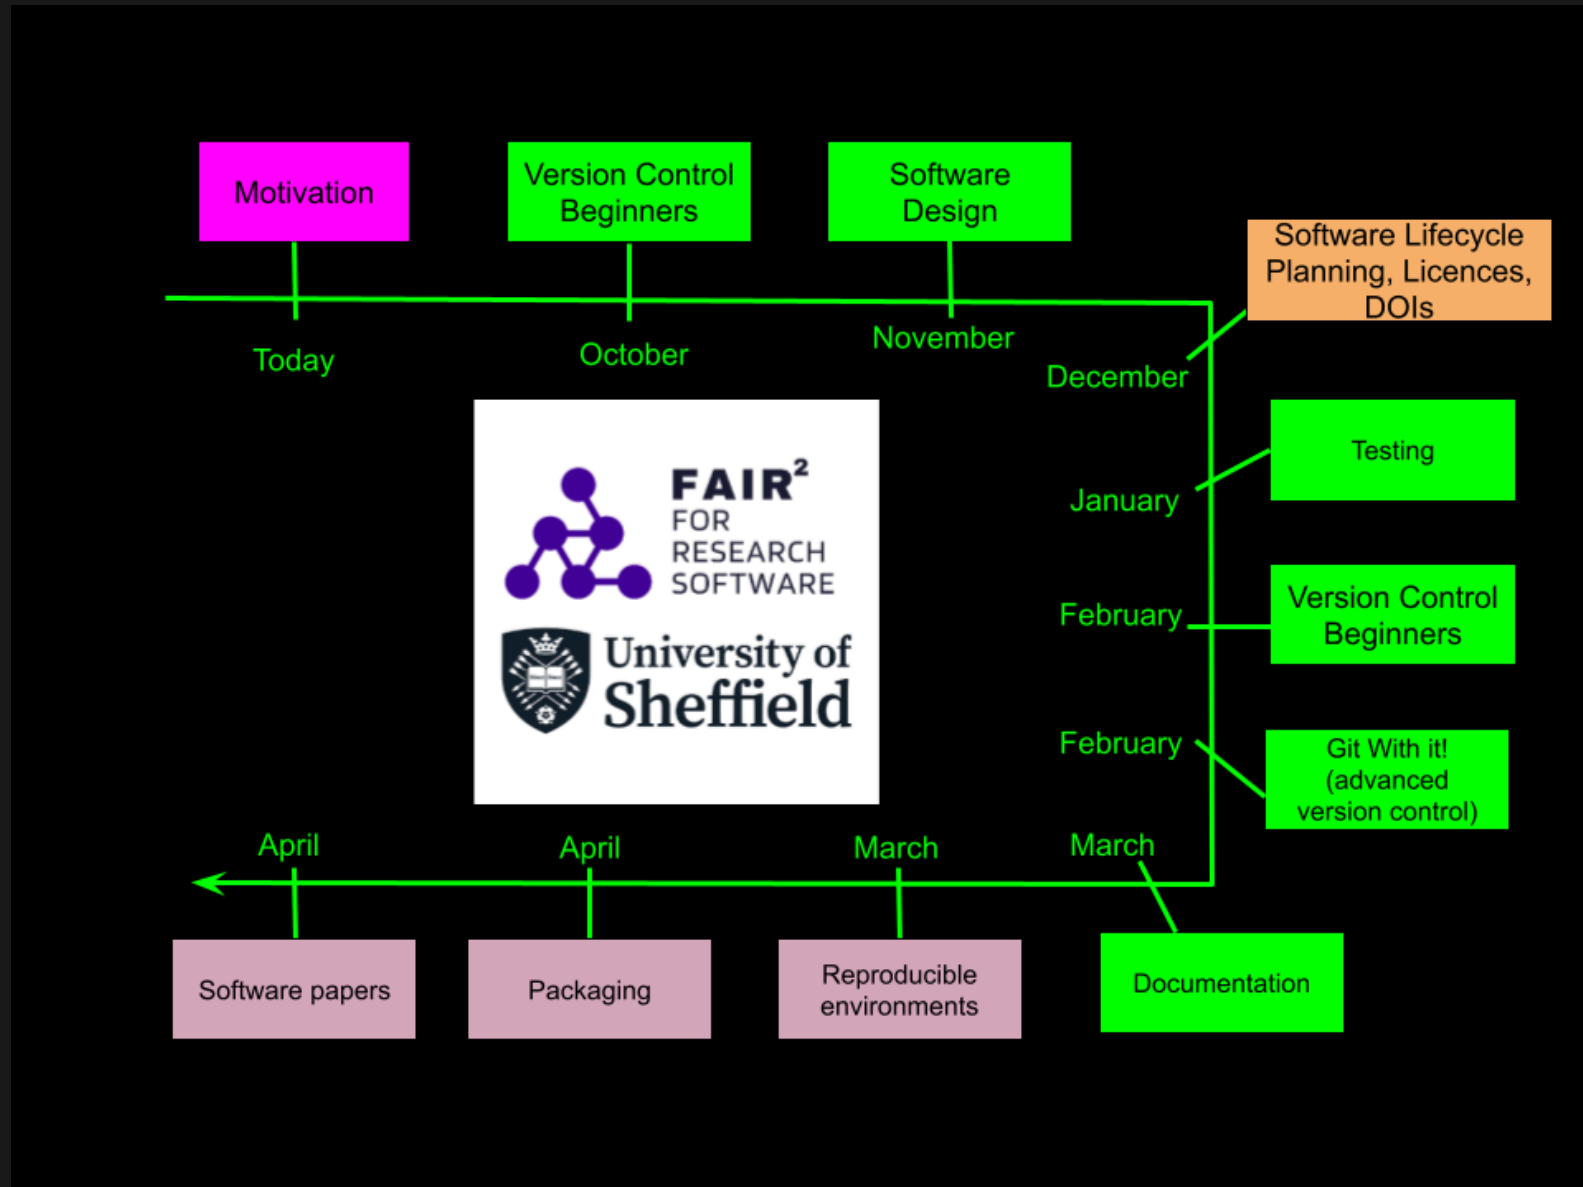 Motivation
Version Control
Beginners
Software
Design
Software Lifecycle
Planning, Licences,
DOIs
Today
October
November
December
Testing
January
Version Control
Beginners
February
Git With it!
(advanced
version control)
February
FAIR²
FOR
RESEARCH
SOFTWARE
University of
Sheffield
April
April
March
March
Software papers
Packaging
Reproducible
environments
Documentation